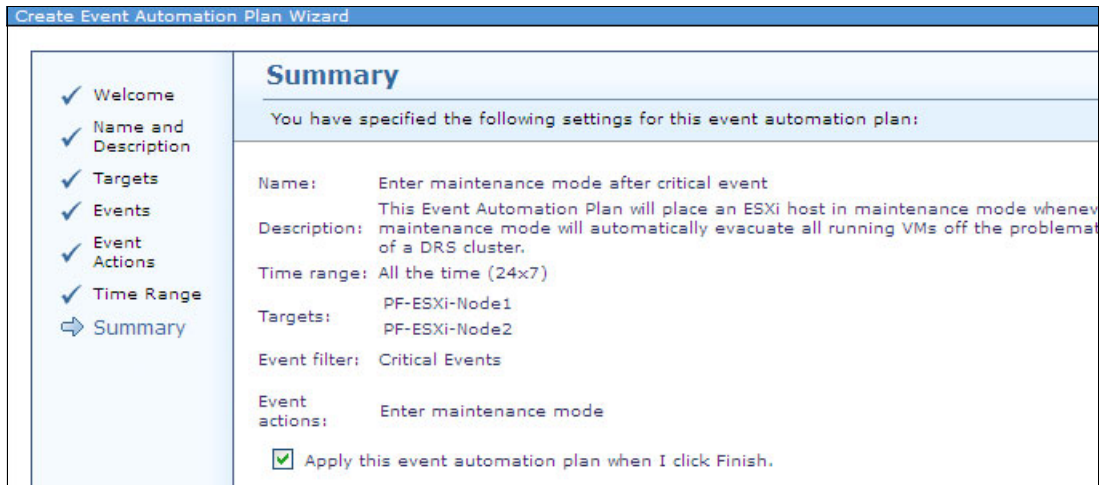 Create Event Automation Plan Wizard
Welcome
Name and
Description
Targets
Events
Event
Actions
Time Range
Summary
Summary
You have specified the following settings for this event automation plan:
Name: Enter maintenance mode after critical event
Description: This Event Automation Plan will place an ESXi host in maintenance mode
maintenance mode will automatically evacuate all running VMs off the
of a DRS cluster.
Time range: All the time (24x7)
Targets: PF-ESXi-Node1
PF-ESXi-Node2
Event filter: Critical Events
Event
actions: Enter maintenance mode
Apply this event automation plan when I click Finish.